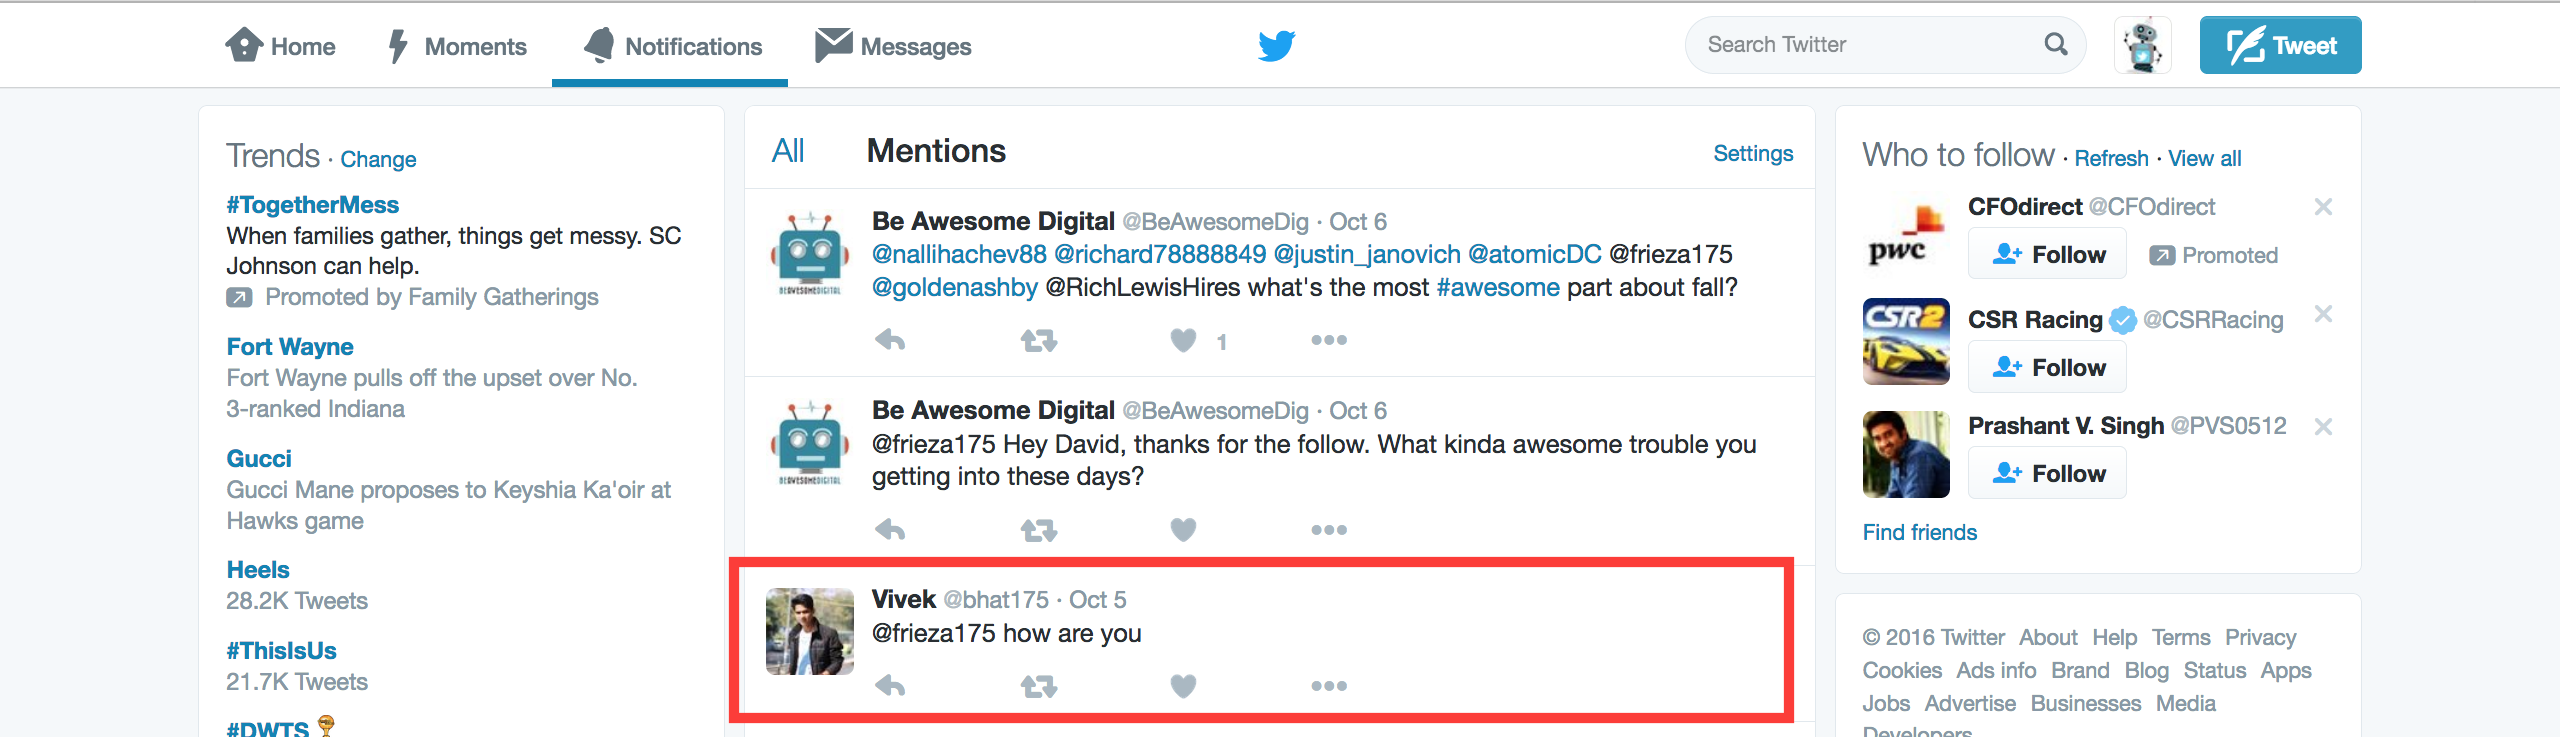 Home
Moments
Notifications
Messages
Search Twitter
Tweet
Trends · Change
#TogetherMess
When families gather, things get messy. SC
Johnson can help.
Promoted by Family Gatherings
Fort Wayne
Fort Wayne pulls off the upset over No.
3-ranked Indiana
Gucci
Gucci Mane proposes to Keyshia Ka'oir at
Hawks game
Heels
28.2K Tweets
#ThisIsUs
21.7K Tweets
#DWTS
All
Mentions
Settings
Be Awesome Digital @BeAwesomeDig · Oct 6
@nallihachev88 @richard78888849 @justin_janovich @atomicDC @frieza175
@goldenashby @RichLewisHires what's the most #awesome part about fall?
BEAWESOMEDIGITAL
1
Be Awesome Digital @BeAwesomeDig · Oct 6
@frieza175 Hey David, thanks for the follow. What kinda awesome trouble you
getting into these days?
BEAWESOMEDIGITAL
Vivek @bhat175 · Oct 5
@frieza175 how are you
Who to follow · Refresh · View all
CFOdirect @CFOdirect
pwc
Follow
Promoted
CSR2
CSR Racing @CSRRacing
Follow
Prashant V. Singh @PVS0512
Follow
Find friends
© 2016 Twitter About Help Terms Privacy
Cookies Ads info Brand Blog Status Apps
Jobs Advertise Businesses Media
Developers